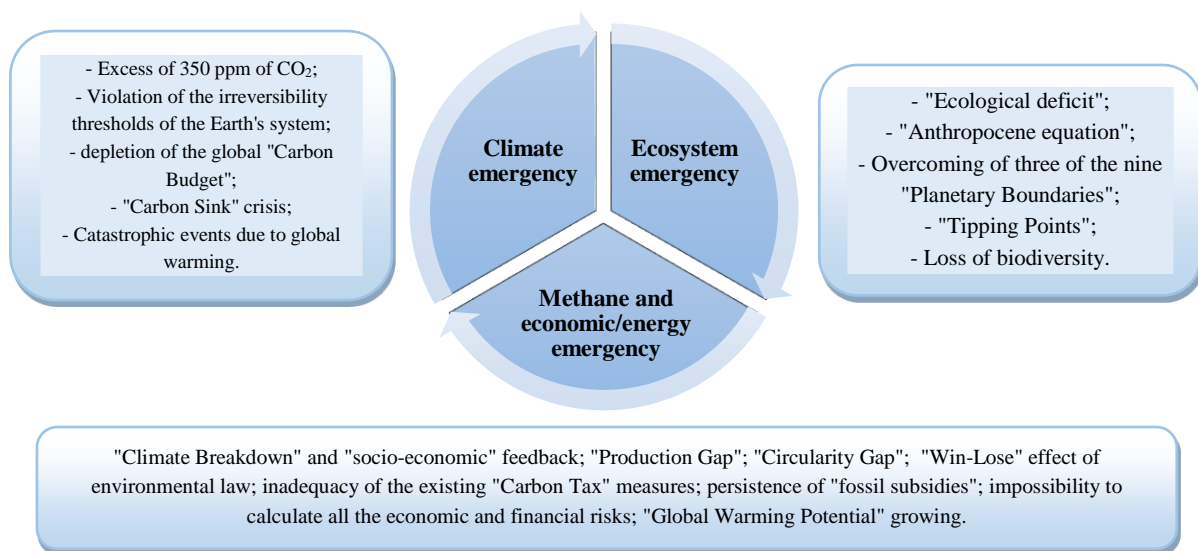 - Excess of 350 ppm of CO₂;
- Violation of the irreversibility
thresholds of the Earth's system;
- depletion of the global "Carbon
Budget";
- "Carbon Sink" crisis;
- Catastrophic events due to global
warming.
Climate
emergency
Ecosystem
emergency
- "Ecological deficit";
- "Anthropocene equation";
- Overcoming of three of the nine
"Planetary Boundaries";
- "Tipping Points";
- Loss of biodiversity.
Methane and
economic/energy
emergency
"Climate Breakdown" and "socio-economic" feedback; "Production Gap"; "Circularity Gap"; "Win-Lose" effect of
environmental law; inadequacy of the existing "Carbon Tax" measures; persistence of "fossil subsidies"; impossibility to
calculate all the economic and financial risks; "Global Warming Potential" growing.